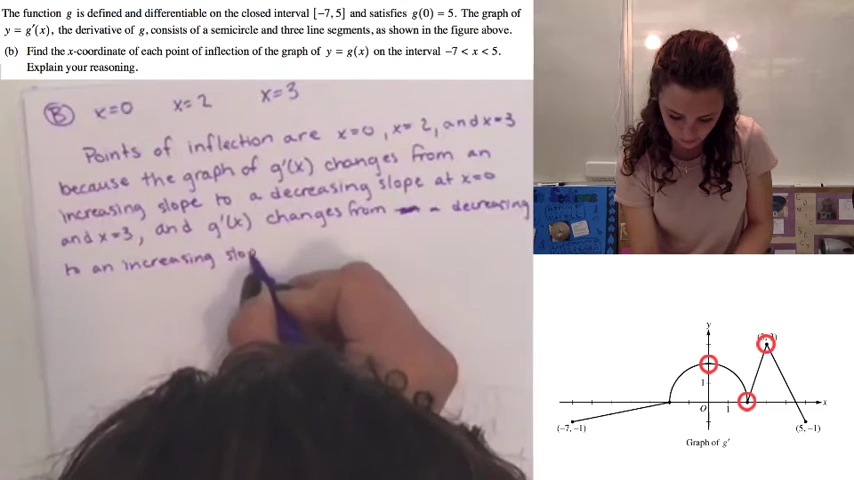 The function g is defined and differentiable on the closed interval [−7, 5] and satisfies g(0) = 5. The graph of
y = g′(x), the derivative of g, consists of a semicircle and three line segments, as shown in the figure above.
(b) Find the x-coordinate of each point of inflection of the graph of y = g(x) on the interval −7 < x < 5.
Explain your reasoning.
B x=0 x=2 x=3
Points of inflection are x=0, x=2, and x=3
because the graph of g'(x) changes from an
increasing slope to a decreasing slope at x=0
and x=3, and g'(x) changes from a decreasing
to an increasing slop
y
1
O
1
x
(−7, −1)
(5, −1)
Graph of g′